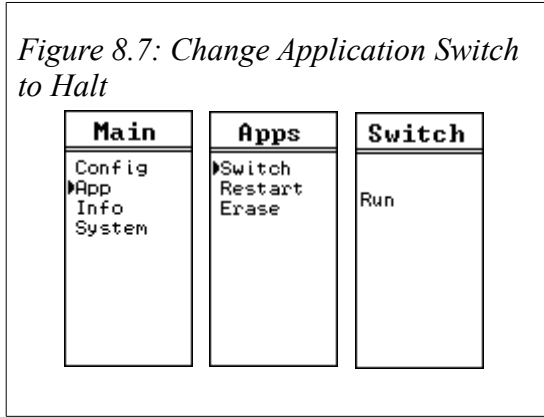 Figure 8.7: Change Application Switch
to Halt
Main
Config
App
Info
System
Apps
Switch
Restart
Erase
Switch
Run